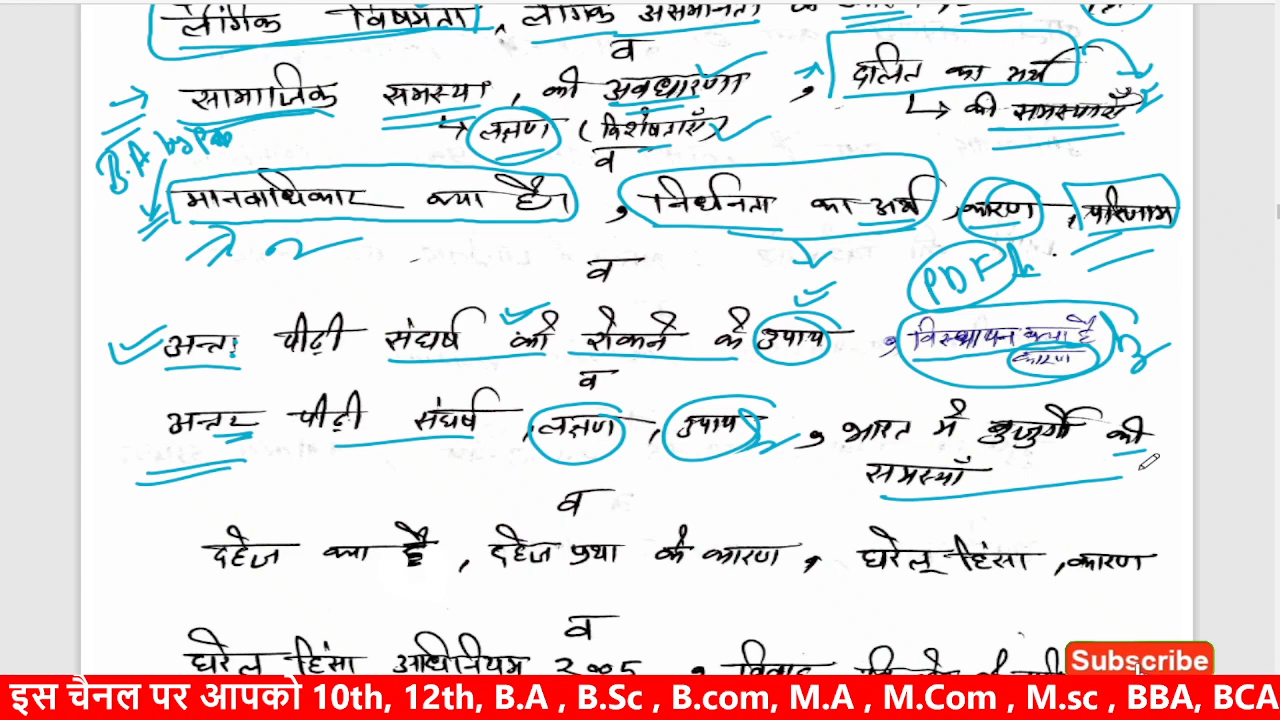 लैंगिक विषमता, लैंगिक असमानता के
व
सामाजिक समस्या, की अवधारणा, दलित का अर्थ
↳ लक्षण (विशेषताएँ) ↳ की समस्याएँ
B.A by
व
मानवाधिकार क्या है, निर्धनता का अर्थ, कारण, परिणाम
व
PDF
अन्तः पीढ़ी संघर्ष को रोकने के उपाय, विस्थापन क्या है
कारण
व
अन्तर पीढ़ी संघर्ष, लक्षण, उपाय, भारत में बुजुर्गों की
समस्याँ
व
दहेज क्या है, दहेज प्रथा के कारण, घरेलू हिंसा, कारण
व
घरेलू हिंसा अधिनियम 2005,
Subscribe
इस चैनल पर आपको 10th, 12th, B.A , B.Sc , B.com, M.A , M.Com , M.sc , BBA, BCA